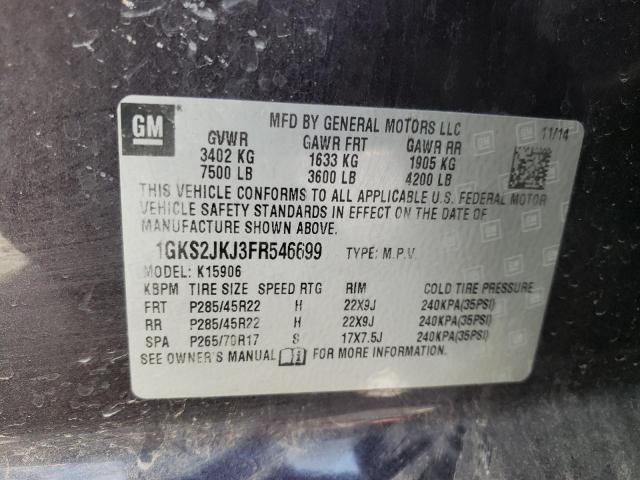 GM
MFD BY GENERAL MOTORS LLC 11/14
GVWR GAWR FRT GAWR RR
3402 KG 1633 KG 1905 KG
7500 LB 3600 LB 4200 LB
THIS VEHICLE CONFORMS TO ALL APPLICABLE U.S. FEDERAL MOTOR
VEHICLE SAFETY STANDARDS IN EFFECT ON THE DATE OF
MANUFACTURE SHOWN ABOVE.
1GKS2JKJ3FR546699 TYPE: M.P.V.
MODEL: K15906
KBPM TIRE SIZE SPEED RTG RIM COLD TIRE PRESSURE
FRT P285/45R22 H 22X9J 240KPA(35PSI)
RR P285/45R22 H 22X9J 240KPA(35PSI)
SPA P265/70R17 S 17X7.5J 240KPA(35PSI)
SEE OWNER'S MANUAL i FOR MORE INFORMATION.